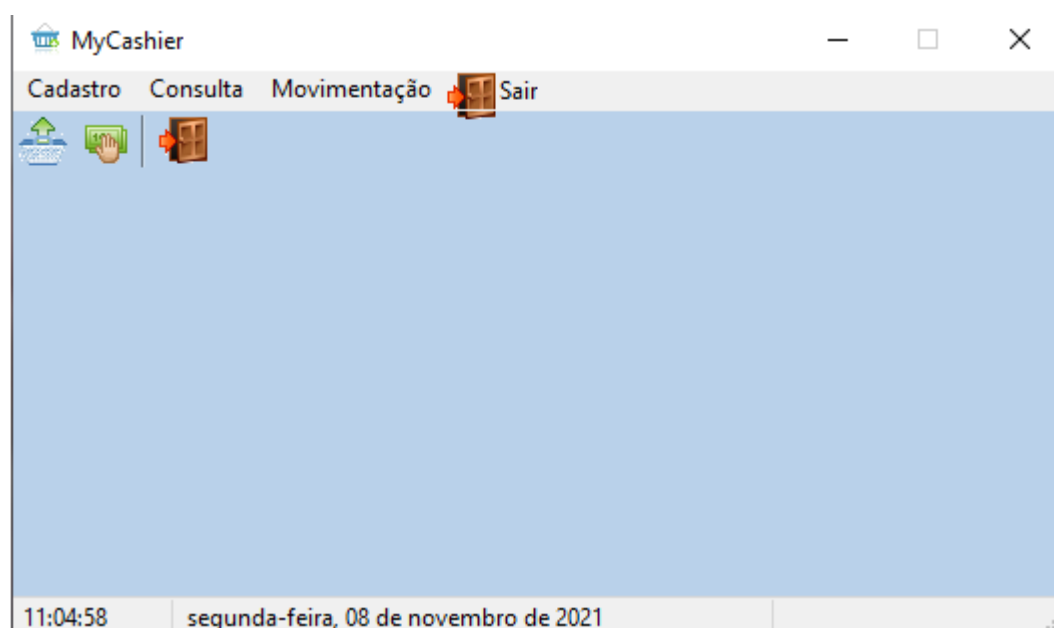 MyCashier
Cadastro Consulta Movimentação Sair
11:04:58 segunda-feira, 08 de novembro de 2021